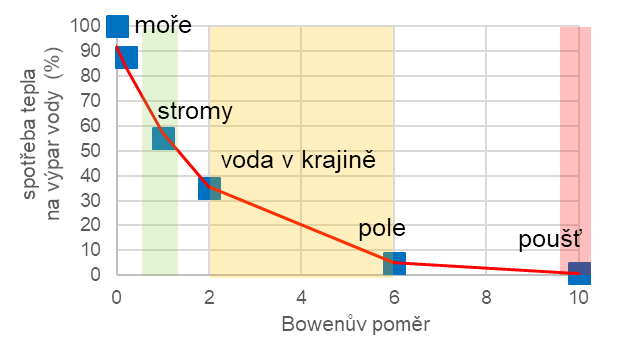 100
90
80
70
60
50
40
30
20
10
0
spotřeba tepla
na výpar vody (%)
moře
stromy
voda v krajině
pole
poušť
0 2 4 6 8 10
Bowenův poměr